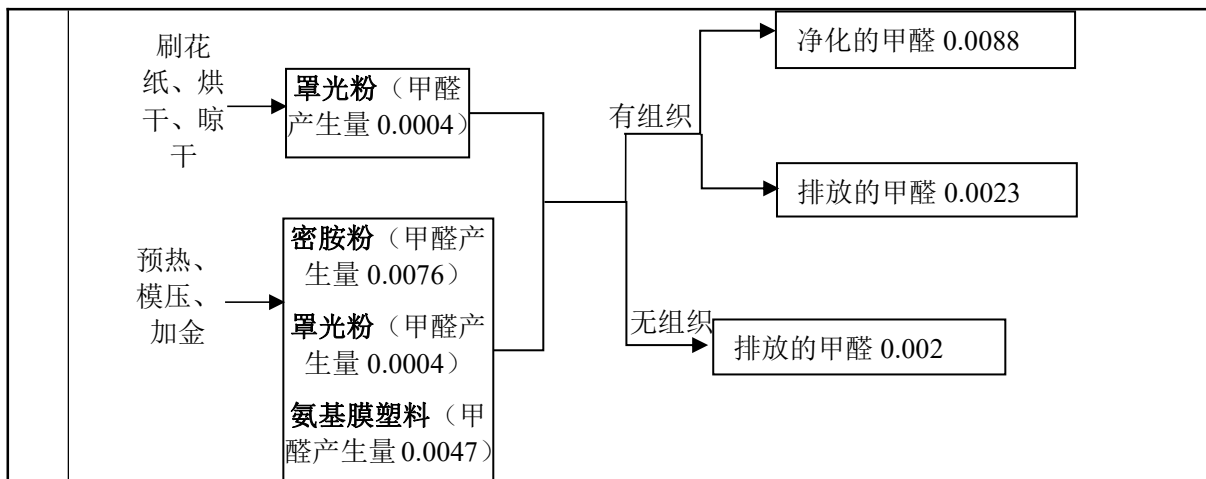 刷花
纸、烘
干、晾
干
罩光粉（甲醛
产生量 0.0004）
预热、
模压、
加金
密胺粉（甲醛产
生量 0.0076）
罩光粉（甲醛产
生量 0.0004）
氨基膜塑料（甲
醛产生量 0.0047）
有组织
净化的甲醛 0.0088
排放的甲醛 0.0023
无组织
排放的甲醛 0.002